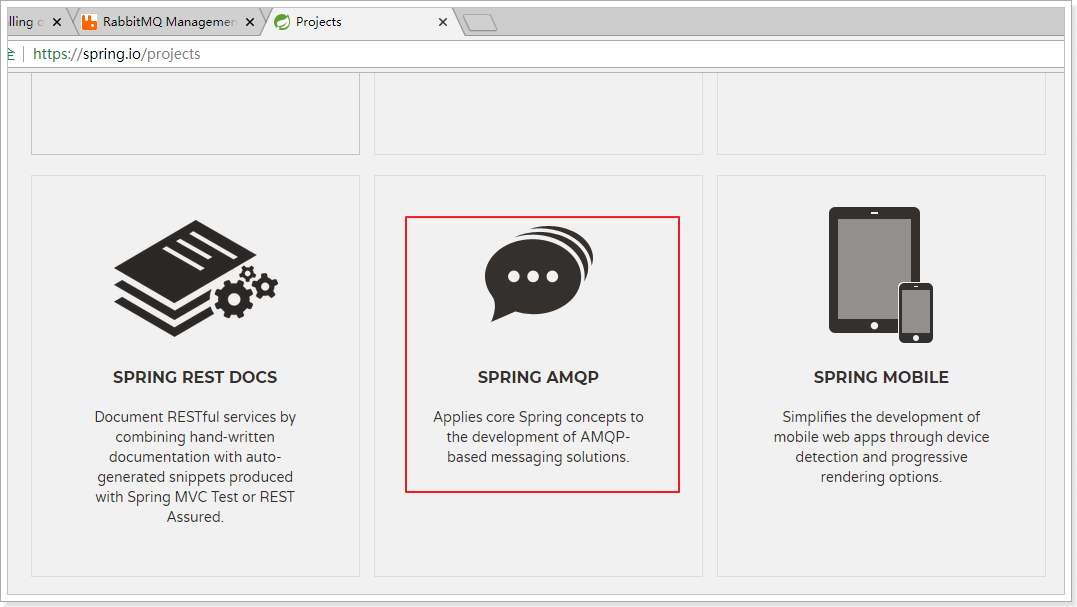 lling o
RabbitMQ Managemen
Projects
https://spring.io/projects
SPRING REST DOCS
Document RESTful services by
combining hand-written
documentation with auto-
generated snippets produced
with Spring MVC Test or REST
Assured.
SPRING AMQP
Applies core Spring concepts to
the development of AMQP-
based messaging solutions.
SPRING MOBILE
Simplifies the development of
mobile web apps through device
detection and progressive
rendering options.